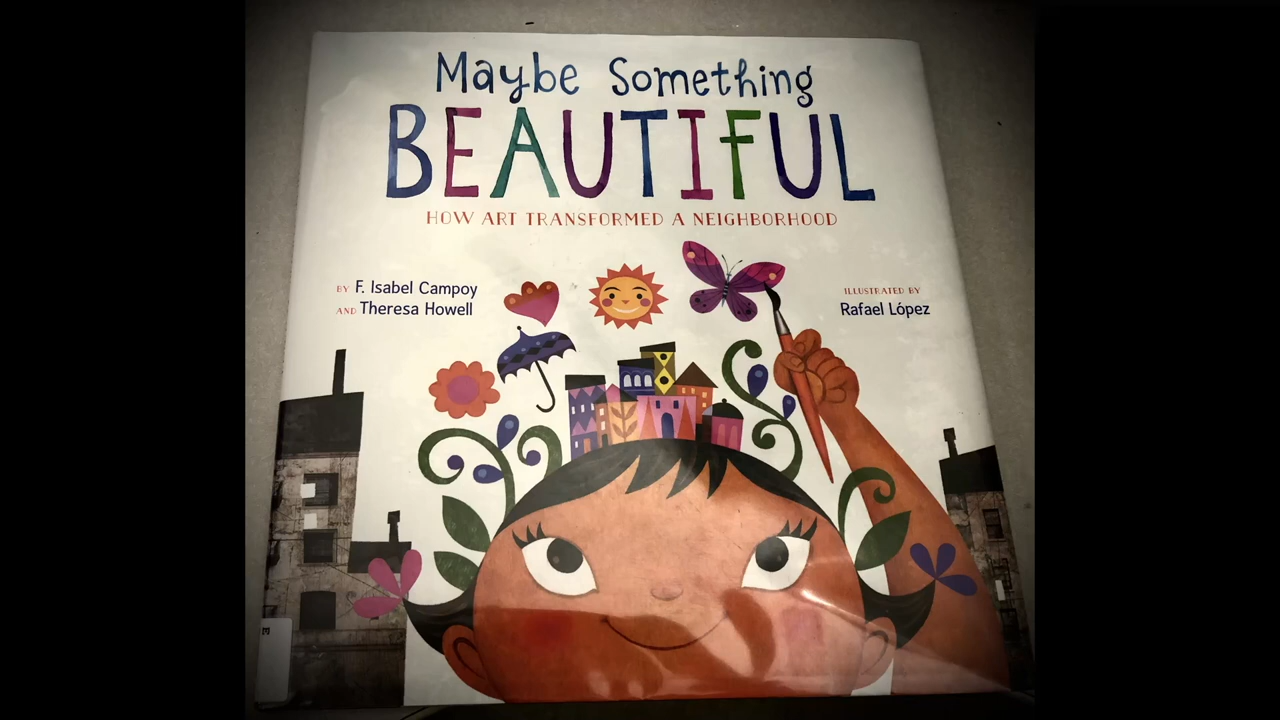 Maybe Something
BEAUTIFUL
HOW ART TRANSFORMED A NEIGHBORHOOD
BY F. Isabel Campoy
AND Theresa Howell
ILLUSTRATED BY
Rafael López
E